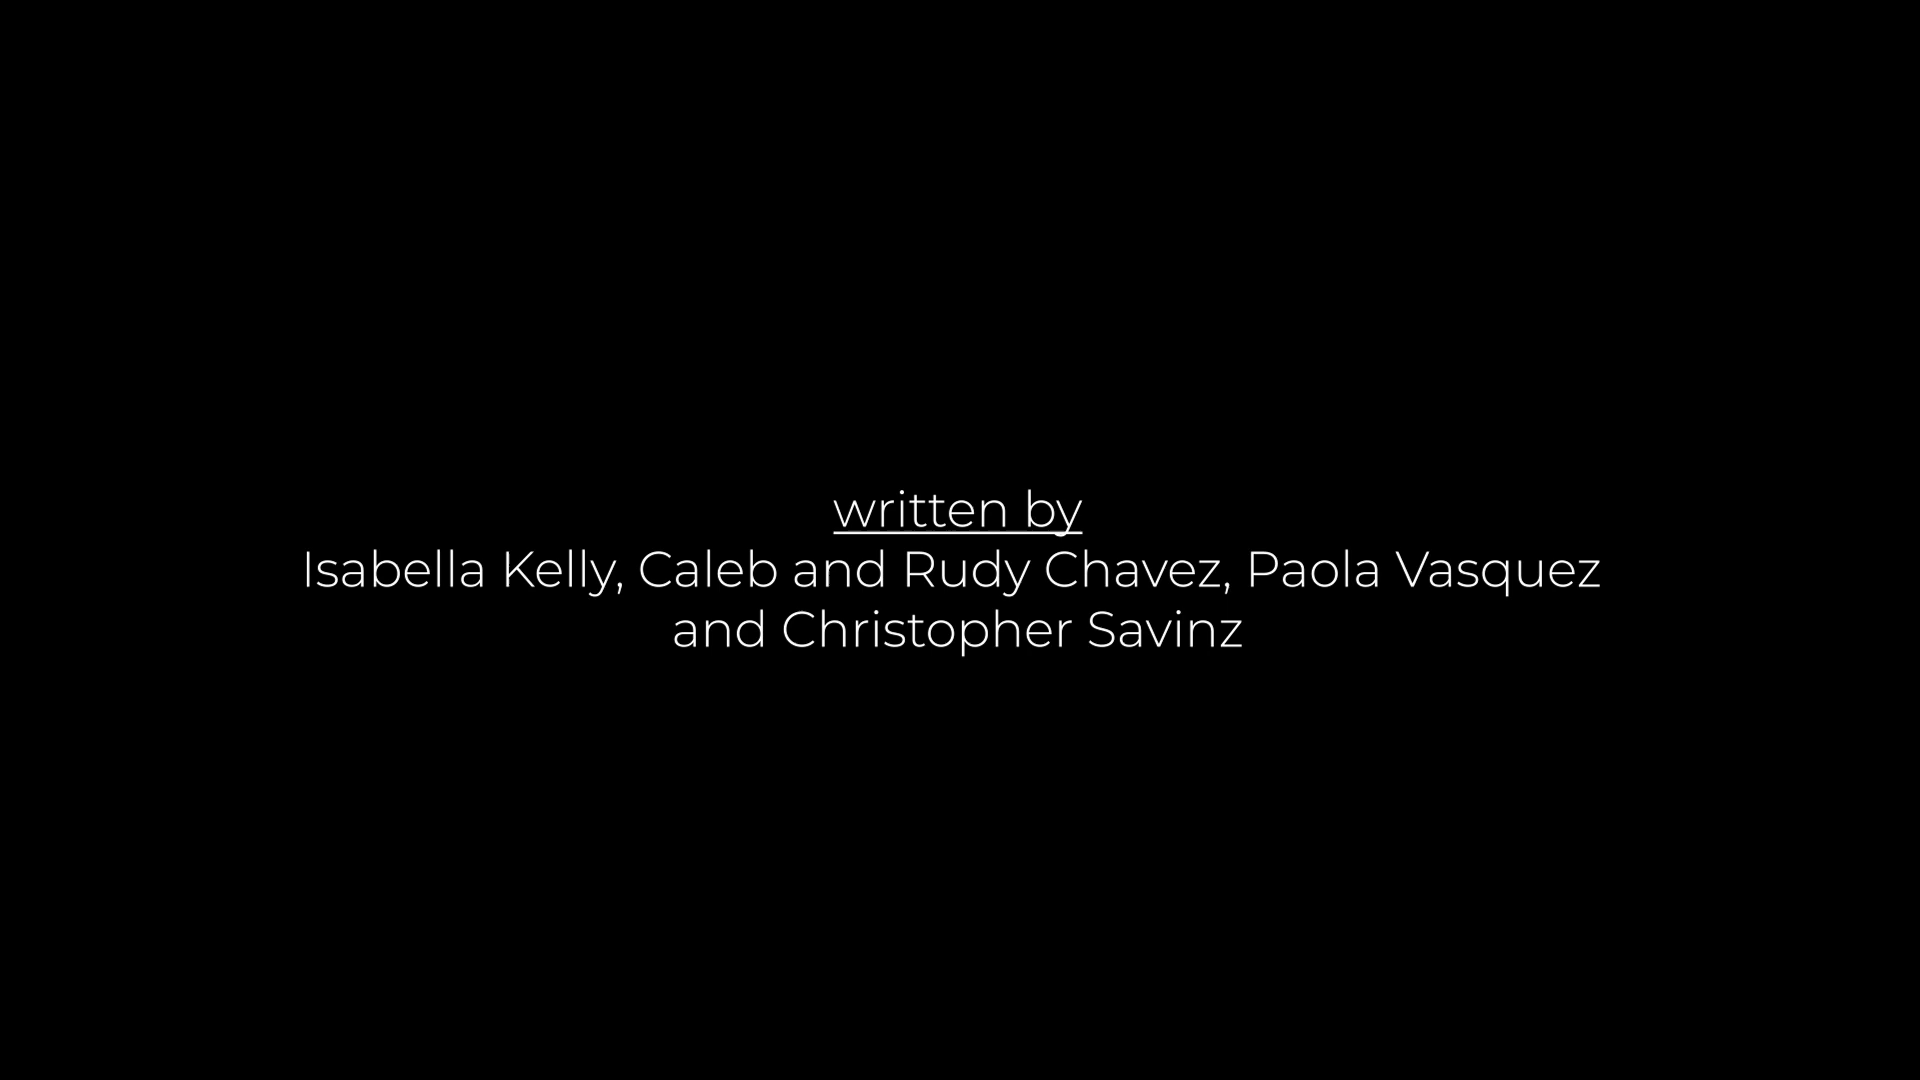 written by
Isabella Kelly, Caleb and Rudy Chavez, Paola Vasquez
and Christopher Savinz